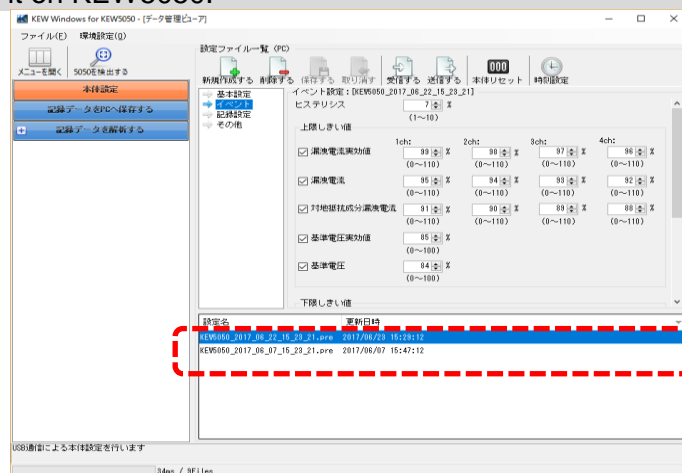 it on KEW5050.
KEW Windows for KEW5050 - [データ管理ビューア]
ファイル(F) 環境設定(O)
メニューを開く 5050を検出する
本体設定
記録データをPCへ保存する
記録データを解析する
設定ファイル一覧 (PC)
新規作成する 削除する 保存する 取り消す 受信する 送信する 本体リセット 時刻設定
基本設定
イベント
記録設定
その他
イベント設定:[KEW5050_2017_06_22_15_23_21]
ヒステリシス 7 %
(1～10)
上限しきい値
1ch: 2ch: 3ch: 4ch:
漏洩電流実効値 99 % 98 % 97 % 96 %
(0～110) (0～110) (0～110) (0～110)
漏洩電流 95 % 94 % 93 % 92 %
(0～110) (0～110) (0～110) (0～110)
対地抵抗成分漏洩電流 91 % 90 % 89 % 88 %
(0～110) (0～110) (0～110) (0～110)
基準電圧実効値 85 %
(0～100)
基準電圧 84 %
(0～100)
下限しきい値
設定名 更新日時
KEW5050_2017_06_22_15_23_21.pre 2017/06/23 15:29:12
KEW5050_2017_06_07_15_23_21.pre 2017/06/07 15:47:12
USB通信による本体設定を行います
34ms /